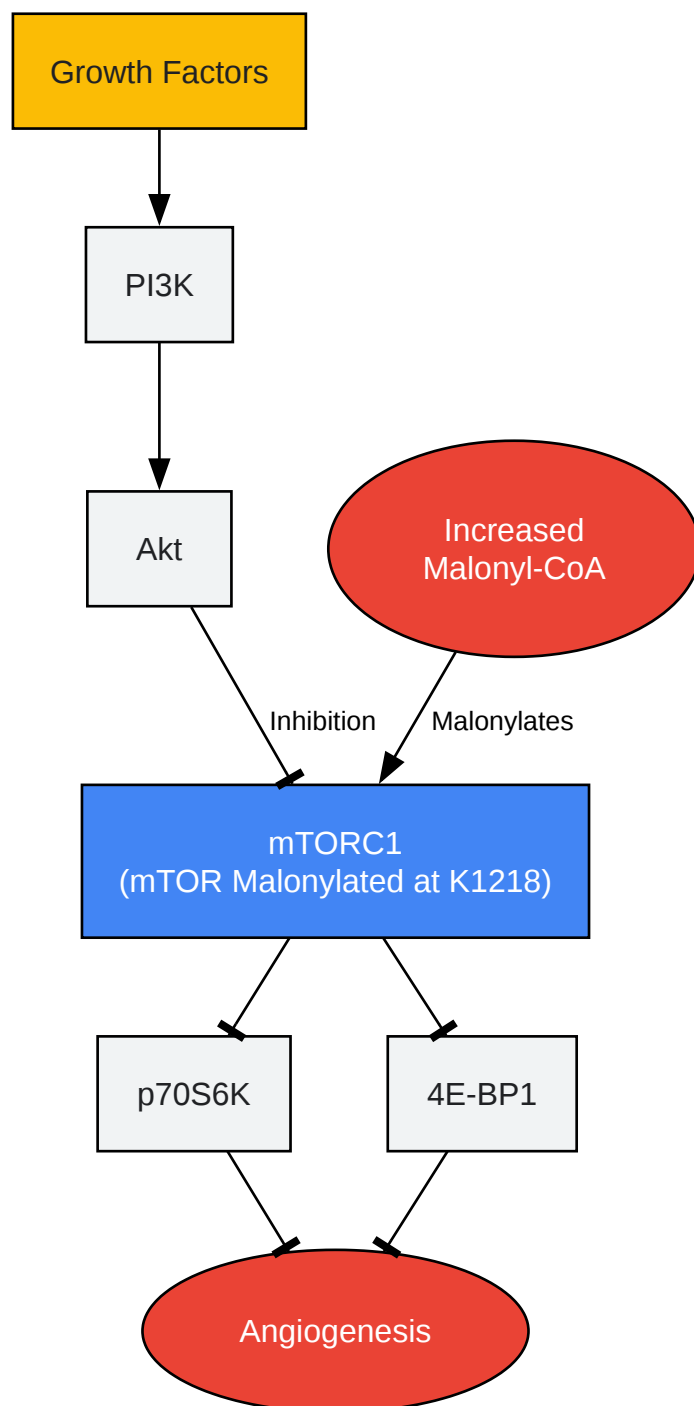 Growth Factors
PI3K
Akt
Increased
Malonyl-CoA
Inhibition
Malonylates
mTORC1
(mTOR Malonylated at K1218)
p70S6K
4E-BP1
Angiogenesis